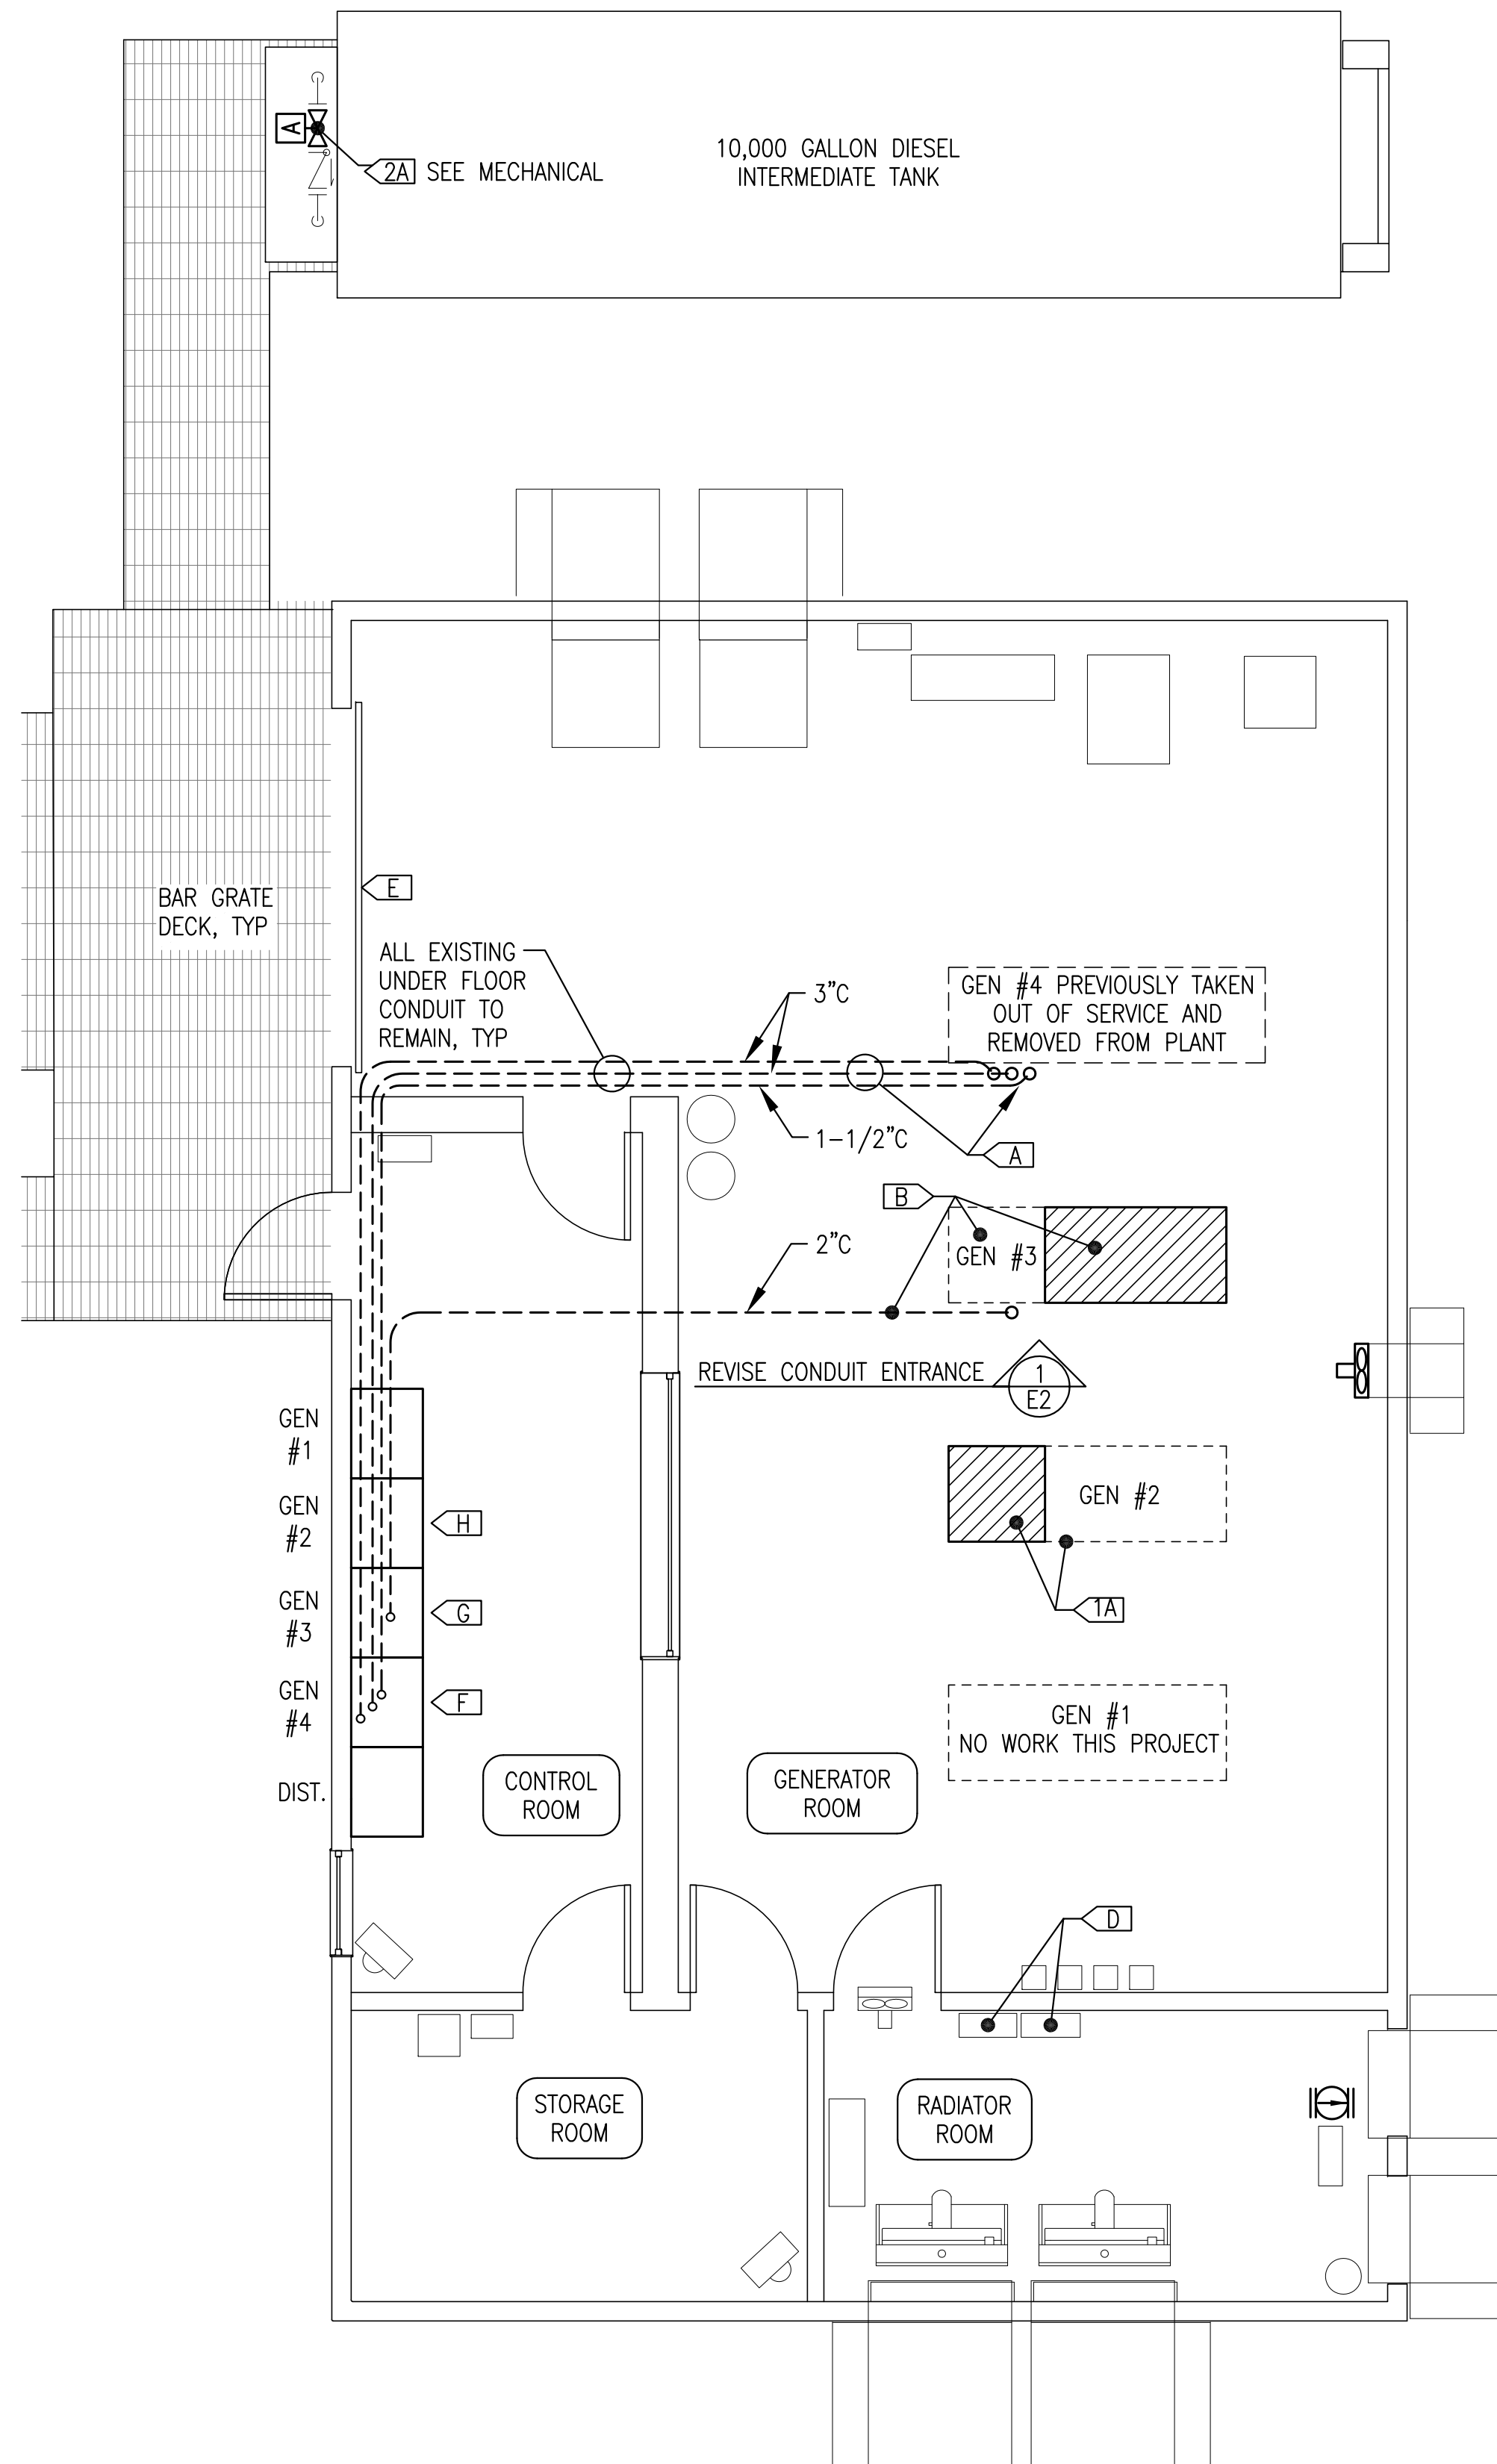 A
2A SEE MECHANICAL
10,000 GALLON DIESEL
INTERMEDIATE TANK
BAR GRATE
DECK, TYP
E
ALL EXISTING
UNDER FLOOR
CONDUIT TO
REMAIN, TYP
3"C
GEN #4 PREVIOUSLY TAKEN
OUT OF SERVICE AND
REMOVED FROM PLANT
1-1/2"C
A
B
2"C
GEN #3
REVISE CONDUIT ENTRANCE
1
E2
GEN
#1
GEN
#2
H
GEN #2
GEN
#3
G
1A
GEN
#4
F
GEN #1
NO WORK THIS PROJECT
DIST.
CONTROL
ROOM
GENERATOR
ROOM
D
STORAGE
ROOM
RADIATOR
ROOM